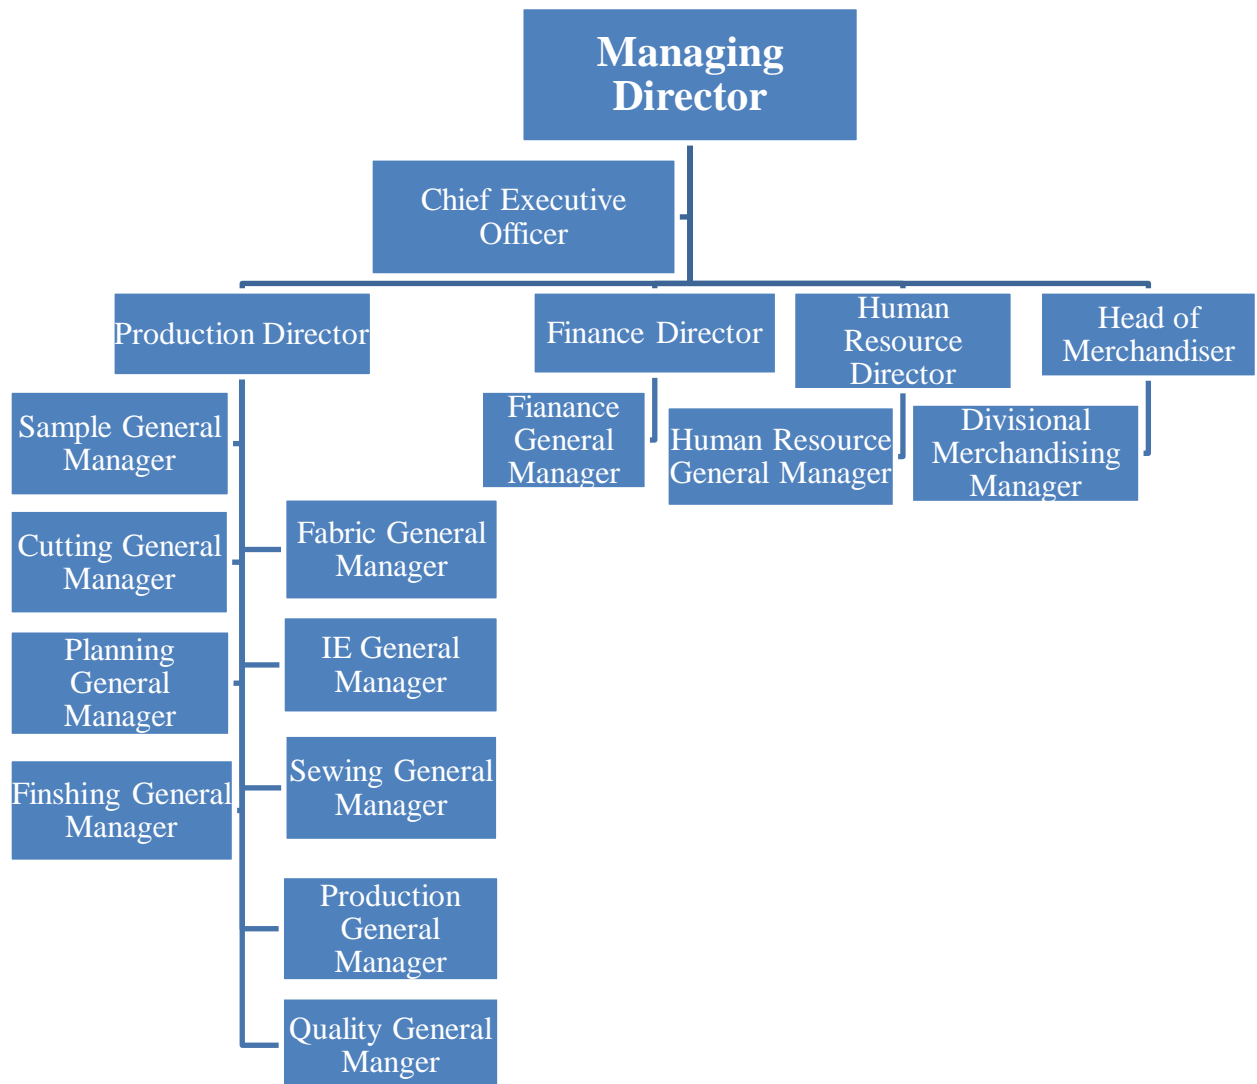 Managing
Director
Chief Executive
Officer
Production Director
Finance Director
Human
Resource
Director
Head of
Merchandiser
Sample General
Manager
Fianance
General
Manager
Human Resource
General Manager
Divisional
Merchandising
Manager
Cutting General
Manager
Fabric General
Manager
Planning
General
Manager
IE General
Manager
Finshing General
Manager
Sewing General
Manager
Production
General
Manager
Quality General
Manger